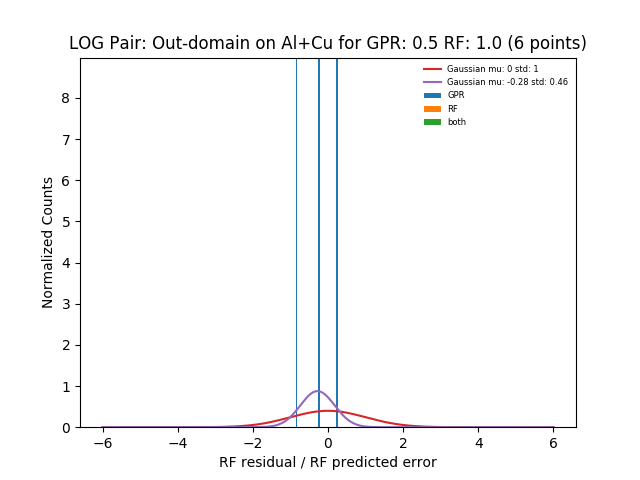 LOG Pair: Out-domain on Al+Cu for GPR: 0.5 RF: 1.0 (6 points)
Gaussian mu: 0 std: 1
Gaussian mu: -0.28 std: 0.46
GPR
RF
both
Normalized Counts
8
7
6
5
4
3
2
1
0
−6 −4 −2 0 2 4 6
RF residual / RF predicted error